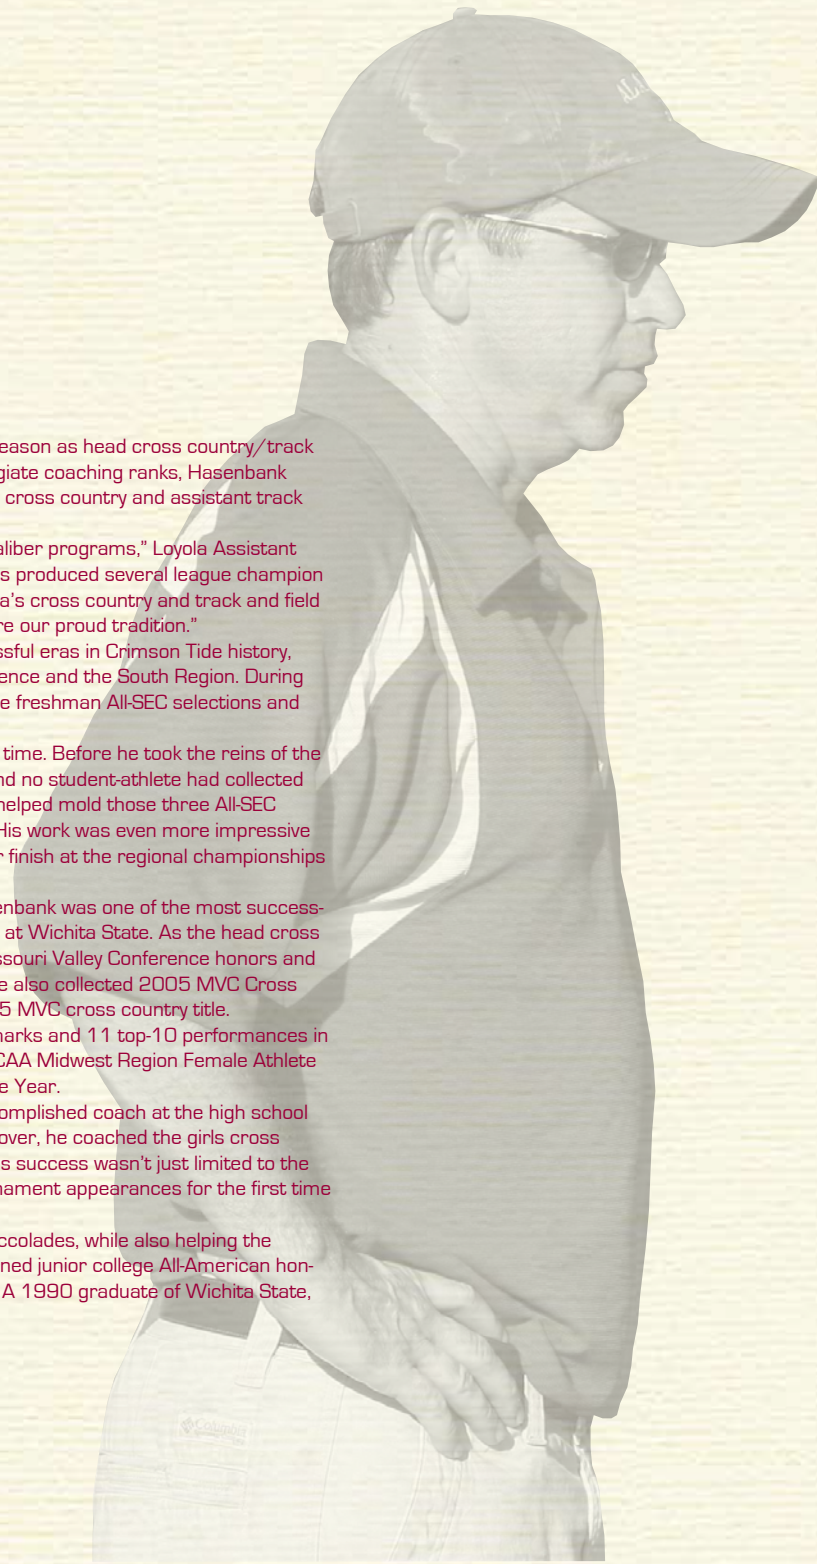 ALA
eason as head cross country/track
giate coaching ranks, Hasenbank
cross country and assistant track
aliber programs,” Loyola Assistant
s produced several league champion
a’s cross country and track and field
re our proud tradition.”
ssful eras in Crimson Tide history,
ence and the South Region. During
e freshman All-SEC selections and
time. Before he took the reins of the
nd no student-athlete had collected
helped mold those three All-SEC
His work was even more impressive
r finish at the regional championships
enbank was one of the most success-
at Wichita State. As the head cross
ssouri Valley Conference honors and
e also collected 2005 MVC Cross
5 MVC cross country title.
narks and 11 top-10 performances in
CAA Midwest Region Female Athlete
e Year.
omplished coach at the high school
over, he coached the girls cross
s success wasn’t just limited to the
nament appearances for the first time
ccolades, while also helping the
ned junior college All-American hon-
A 1990 graduate of Wichita State,
Columbia